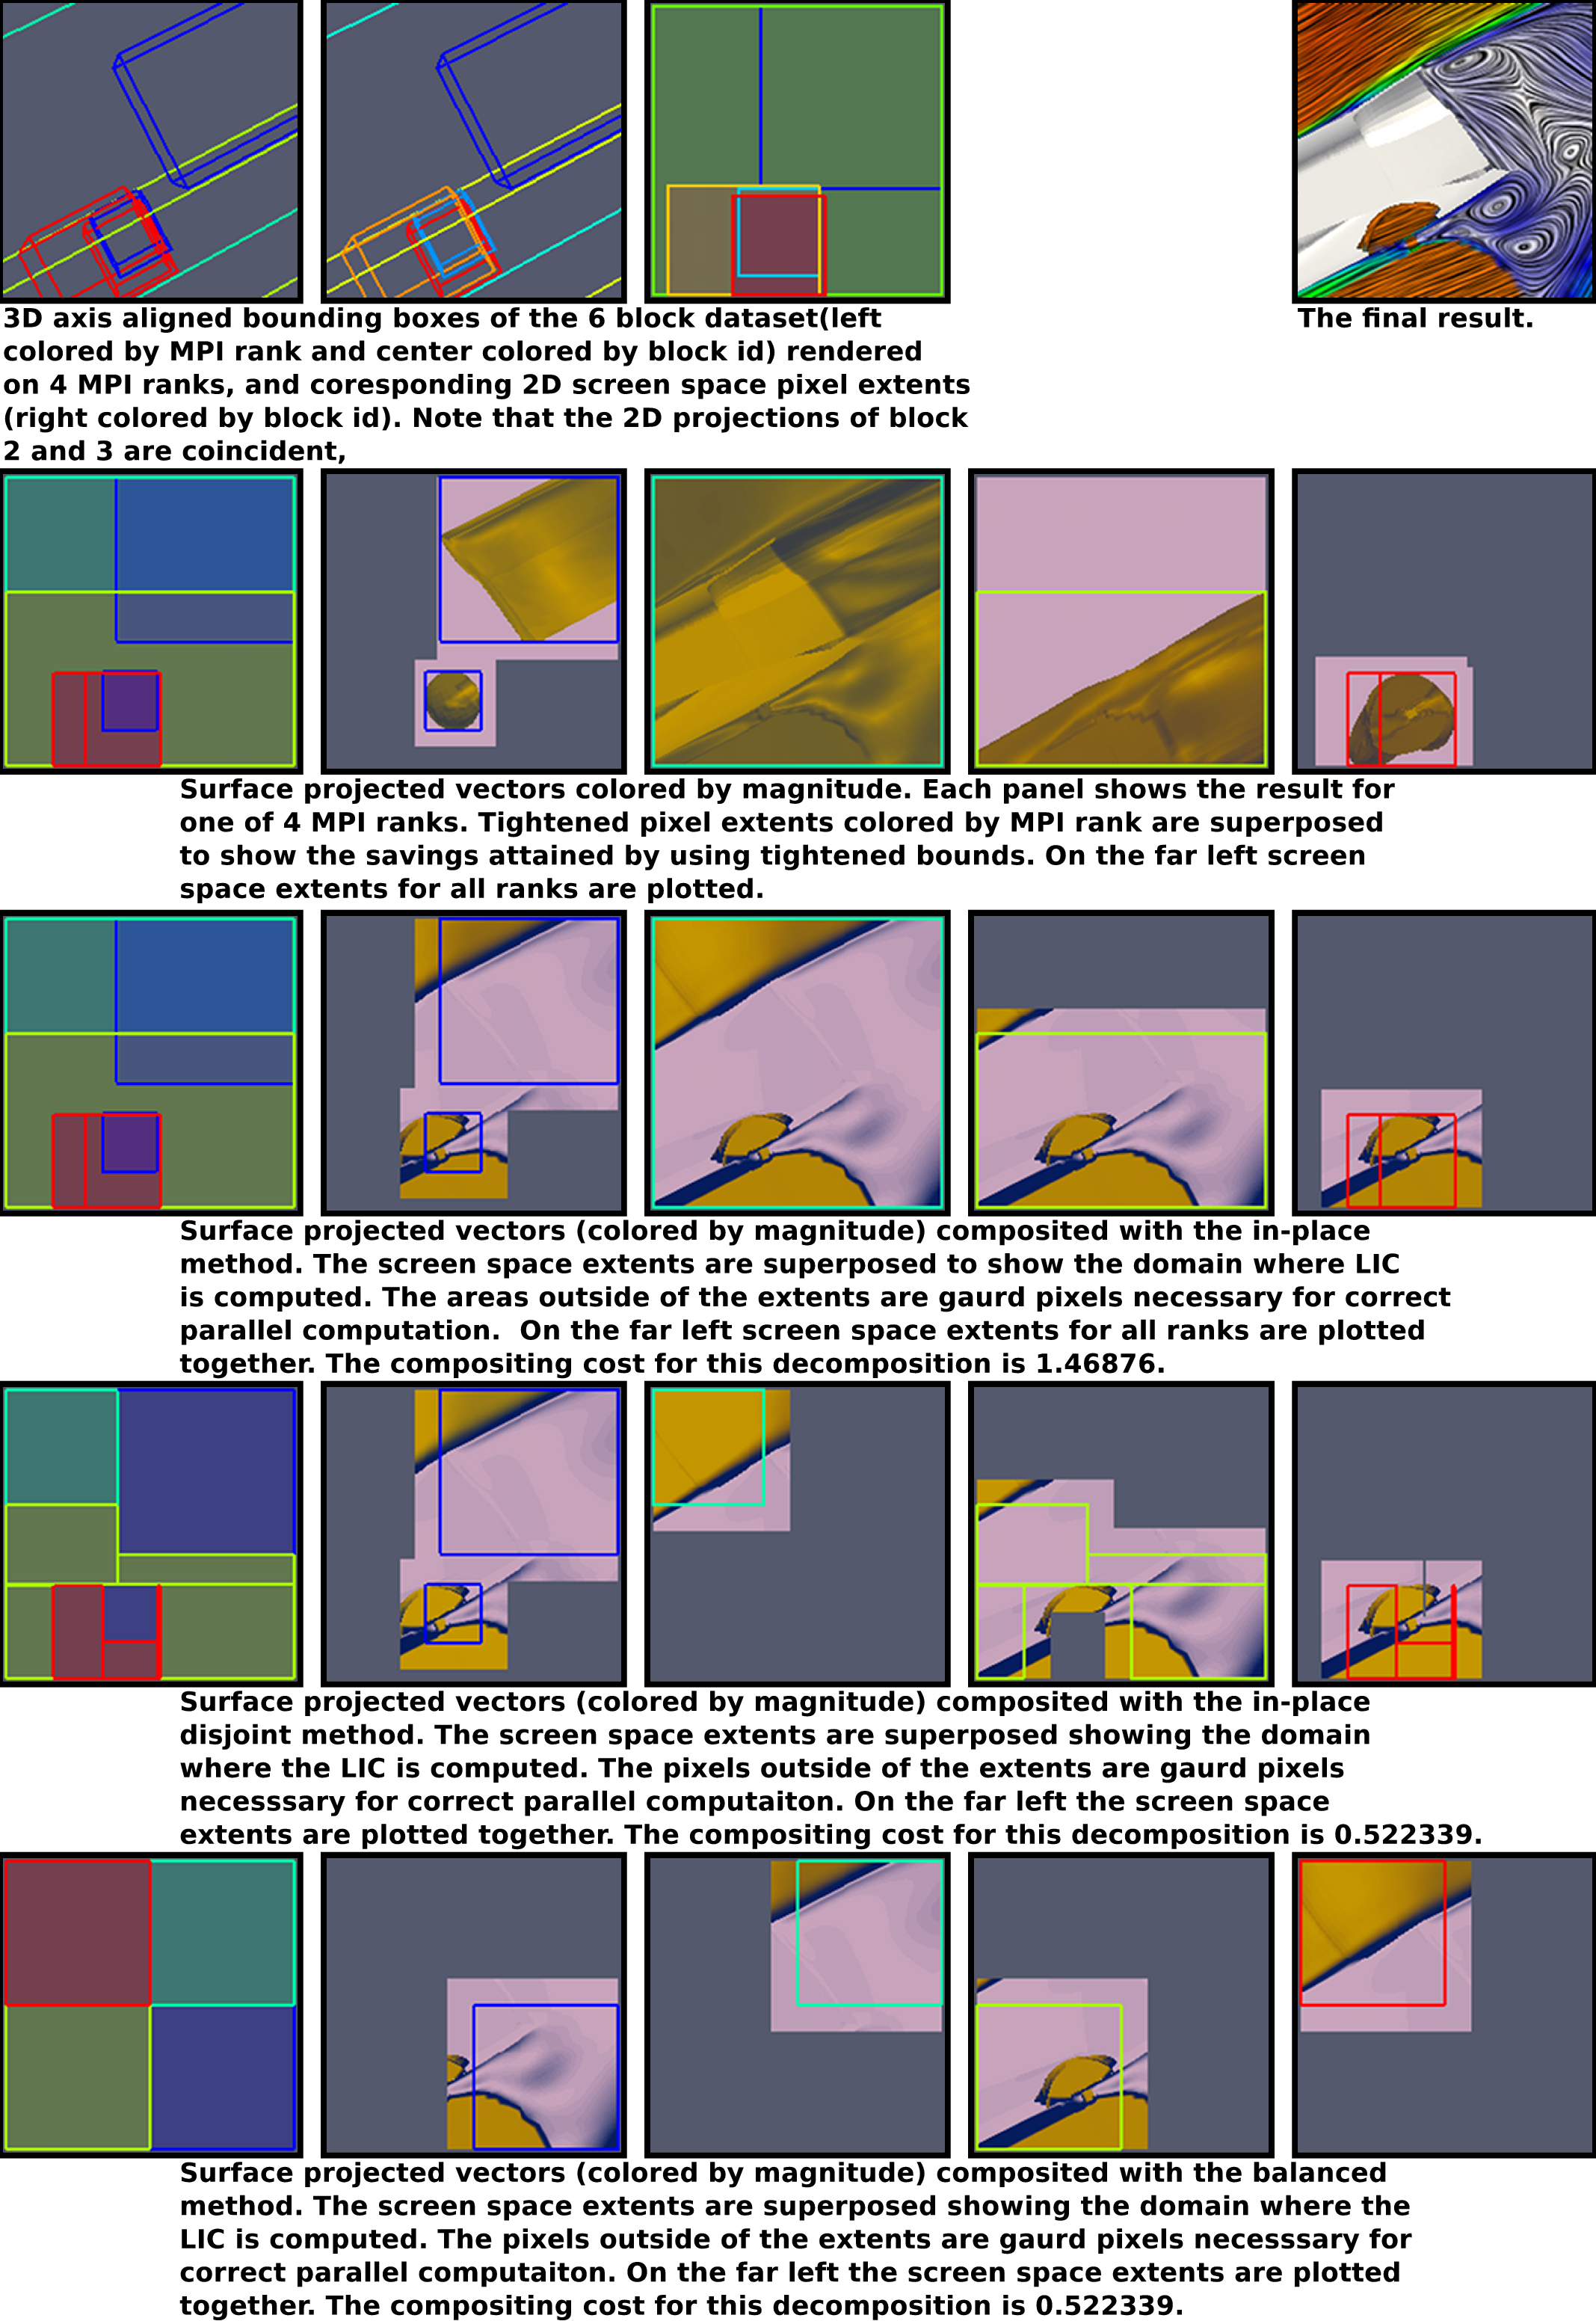 3D axis aligned bounding boxes of the 6 block dataset(left
colored by MPI rank and center colored by block id) rendered
on 4 MPI ranks, and coresponding 2D screen space pixel extents
(right colored by block id). Note that the 2D projections of block
2 and 3 are coincident,
The final result.
Surface projected vectors colored by magnitude. Each panel shows the result for
one of 4 MPI ranks. Tightened pixel extents colored by MPI rank are superposed
to show the savings attained by using tightened bounds. On the far left screen
space extents for all ranks are plotted.
Surface projected vectors (colored by magnitude) composited with the in-place
method. The screen space extents are superposed to show the domain where LIC
is computed. The areas outside of the extents are gaurd pixels necessary for correct
parallel computation.  On the far left screen space extents for all ranks are plotted
together. The compositing cost for this decomposition is 1.46876.
Surface projected vectors (colored by magnitude) composited with the in-place
disjoint method. The screen space extents are superposed showing the domain
where the LIC is computed. The pixels outside of the extents are gaurd pixels
necesssary for correct parallel computaiton. On the far left the screen space
extents are plotted together. The compositing cost for this decomposition is 0.522339.
Surface projected vectors (colored by magnitude) composited with the balanced
method. The screen space extents are superposed showing the domain where the
LIC is computed. The pixels outside of the extents are gaurd pixels necesssary for
correct parallel computaiton. On the far left the screen space extents are plotted
together. The compositing cost for this decomposition is 0.522339.